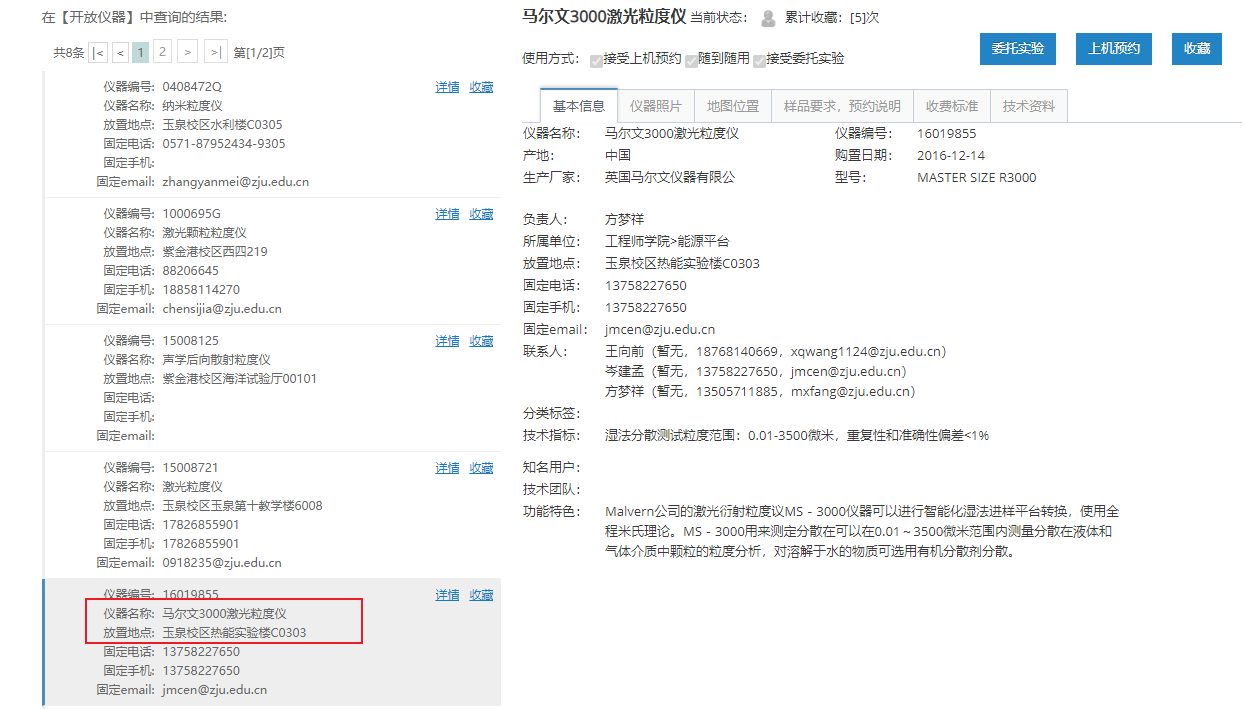 在【开放仪器】中查询的结果:
共8条 |< < 1 2 > >| 第[1/2]页
仪器编号: 0408472Q 详情 收藏
仪器名称: 纳米粒度仪
放置地点: 玉泉校区水利楼C0305
固定电话: 0571-87952434-9305
固定手机:
固定email: zhangyanmei@zju.edu.cn
仪器编号: 1000695G 详情 收藏
仪器名称: 激光颗粒粒度仪
放置地点: 紫金港校区西四219
固定电话: 88206645
固定手机: 18858114270
固定email: chensijia@zju.edu.cn
仪器编号: 15008125 详情 收藏
仪器名称: 声学后向散射粒度仪
放置地点: 紫金港校区海洋试验厅00101
固定电话:
固定手机:
固定email:
仪器编号: 15008721 详情 收藏
仪器名称: 激光粒度仪
放置地点: 玉泉校区玉泉第十教学楼6008
固定电话: 17826855901
固定手机: 17826855901
固定email: 0918235@zju.edu.cn
仪器编号: 16019855 详情 收藏
仪器名称: 马尔文3000激光粒度仪
放置地点: 玉泉校区热能实验楼C0303
固定电话: 13758227650
固定手机: 13758227650
固定email: jmcen@zju.edu.cn
马尔文3000激光粒度仪 当前状态: 累计收藏: [5]次
使用方式: 接受上机预约 随到随用 接受委托实验
委托实验 上机预约 收藏
基本信息 仪器照片 地图位置 样品要求，预约说明 收费标准 技术资料
仪器名称: 马尔文3000激光粒度仪 仪器编号: 16019855
产地: 中国 购置日期: 2016-12-14
生产厂家: 英国马尔文仪器有限公 型号: MASTER SIZE R3000
负责人: 方梦祥
所属单位: 工程师学院>能源平台
放置地点: 玉泉校区热能实验楼C0303
固定电话: 13758227650
固定手机: 13758227650
固定email: jmcen@zju.edu.cn
联系人: 王向前（暂无，18768140669，xqwang1124@zju.edu.cn）
岑建孟（暂无，13758227650，jmcen@zju.edu.cn）
方梦祥（暂无，13505711885，mxfang@zju.edu.cn）
分类标签:
技术指标: 湿法分散测试粒度范围：0.01-3500微米，重复性和准确性偏差<1%
知名用户:
技术团队:
功能特色: Malvern公司的激光衍射粒度议MS－3000仪器可以进行智能化湿法进样平台转换，使用全
程米氏理论。MS－3000用来测定分散在可以在0.01～3500微米范围内测量分散在液体和
气体介质中颗粒的粒度分析，对溶解于水的物质可选用有机分散剂分散。